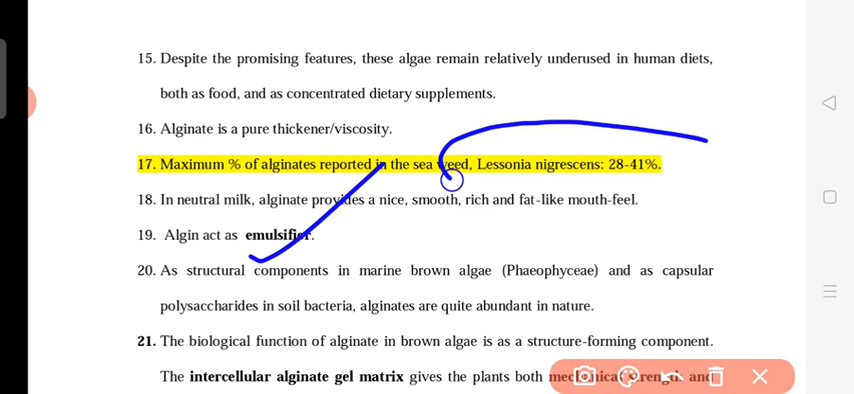 15. Despite the promising features, these algae remain relatively underused in human diets,
both as food, and as concentrated dietary supplements.
16. Alginate is a pure thickener/viscosity.
17. Maximum % of alginates reported in the sea weed, Lessonia nigrescens: 28-41%.
18. In neutral milk, alginate provides a nice, smooth, rich and fat-like mouth-feel.
19. Algin act as emulsifier.
20. As structural components in marine brown algae (Phaeophyceae) and as capsular
polysaccharides in soil bacteria, alginates are quite abundant in nature.
21. The biological function of alginate in brown algae is as a structure-forming component.
The intercellular alginate gel matrix gives the plants both mechanical strength and